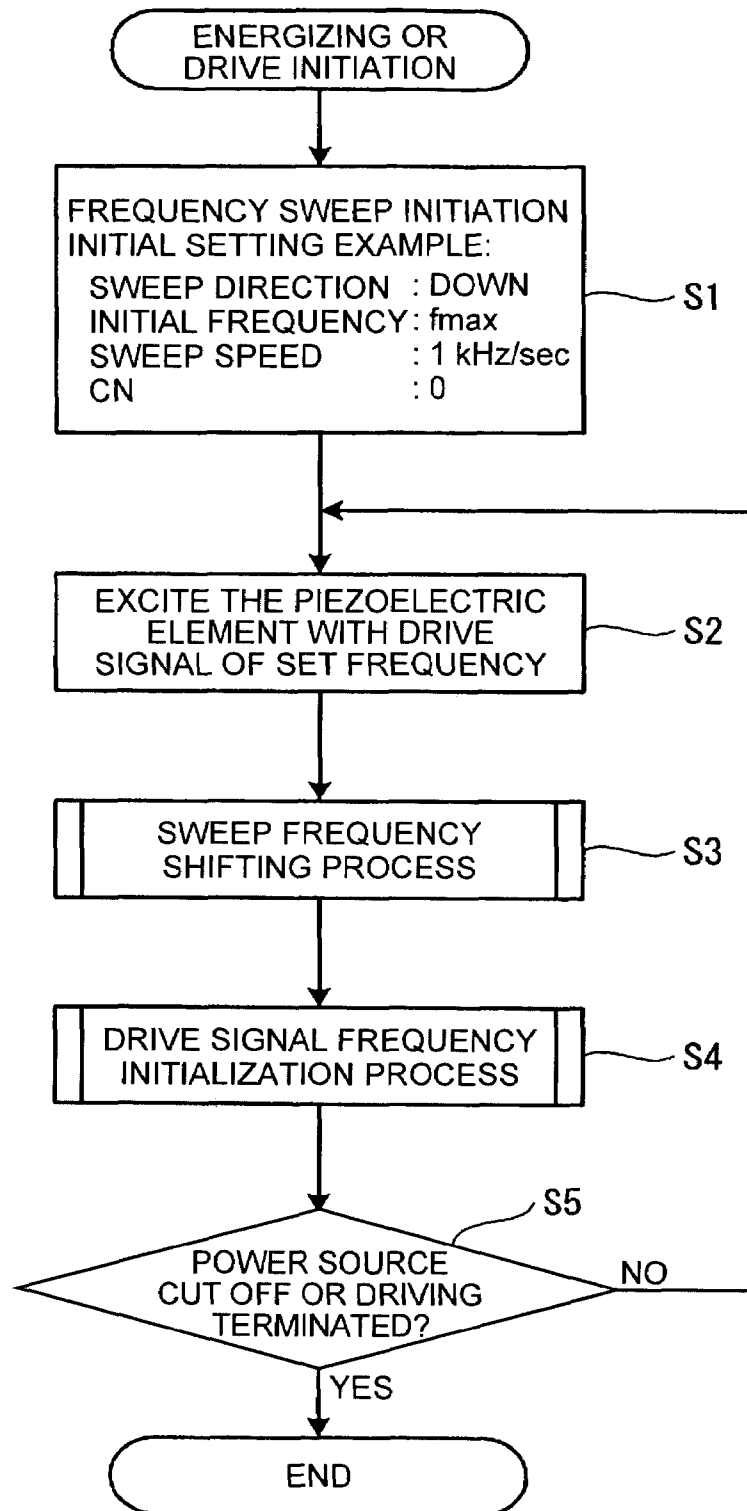 ENERGIZING OR
DRIVE INITIATION
FREQUENCY SWEEP INITIATION
INITIAL SETTING EXAMPLE:
SWEEP DIRECTION : DOWN
INITIAL FREQUENCY : fmax
SWEEP SPEED : 1 kHz/sec
CN : 0
S1
EXCITE THE PIEZOELECTRIC
ELEMENT WITH DRIVE
SIGNAL OF SET FREQUENCY
S2
SWEEP FREQUENCY
SHIFTING PROCESS
S3
DRIVE SIGNAL FREQUENCY
INITIALIZATION PROCESS
S4
S5
POWER SOURCE
CUT OFF OR DRIVING
TERMINATED?
NO
YES
END